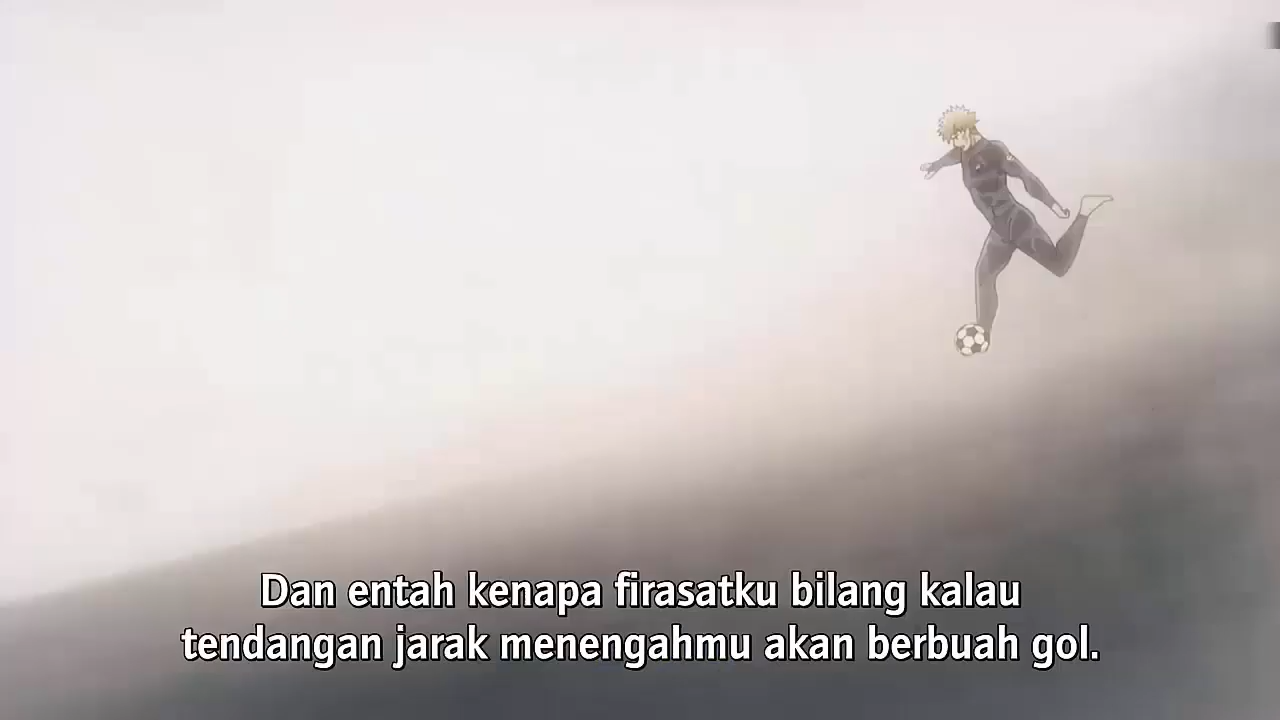 Dan entah kenapa firasatku bilang kalau
tendangan jarak menengahmu akan berbuah gol.